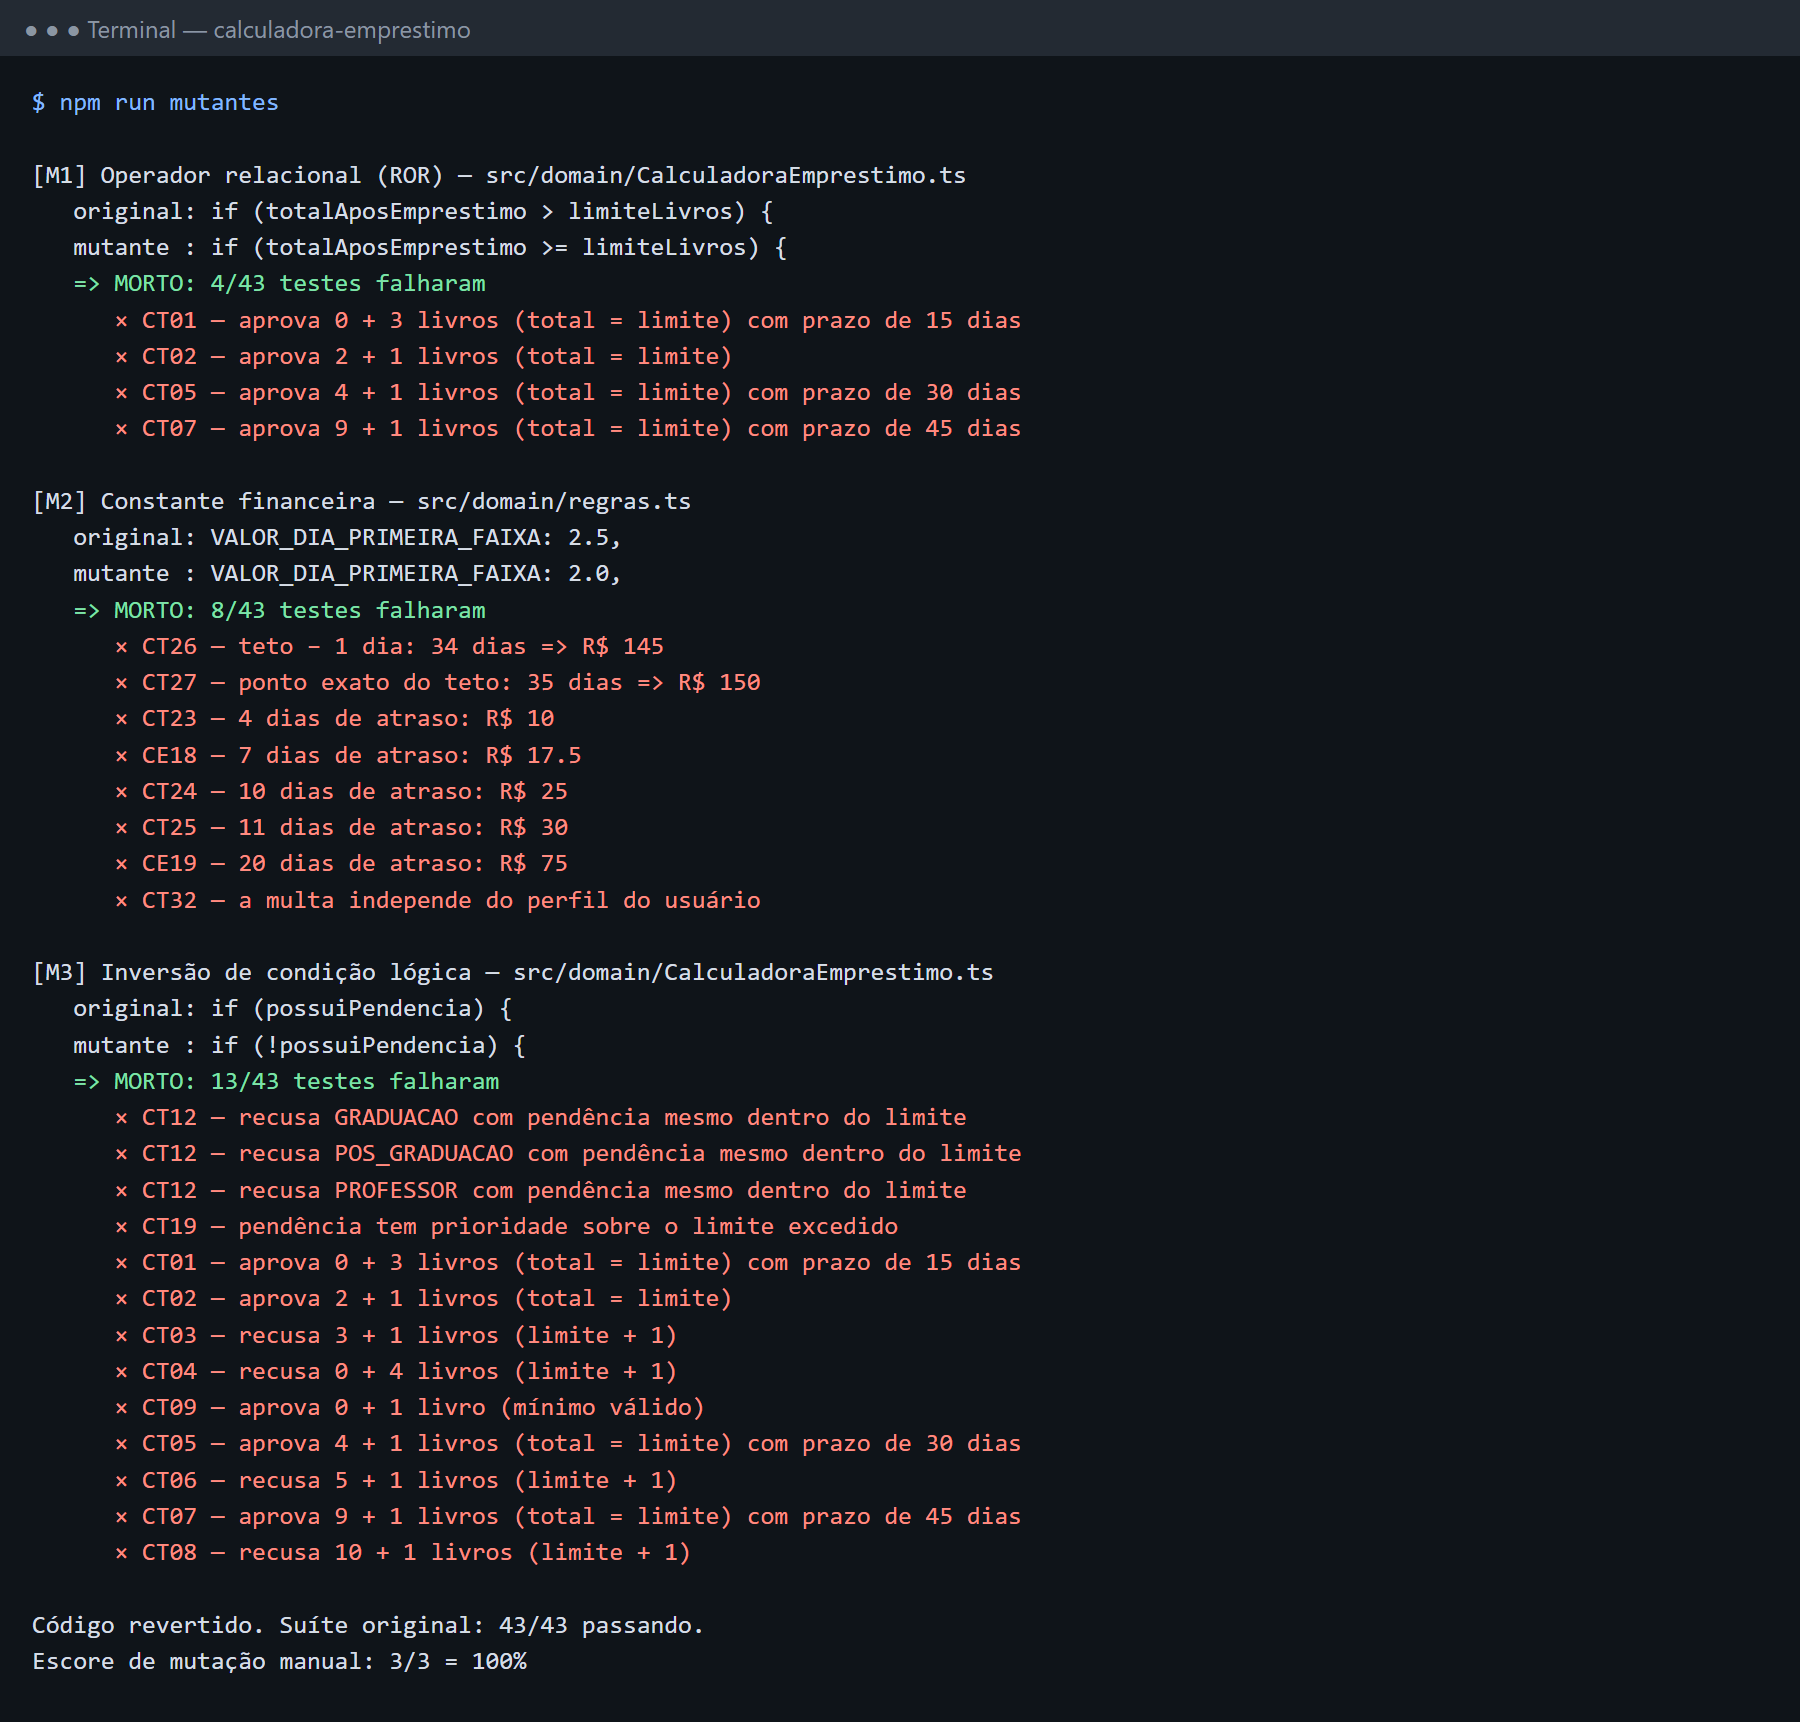 Terminal — calculadora-emprestimo
$ npm run mutantes
[M1] Operador relacional (ROR) — src/domain/CalculadoraEmprestimo.ts
original: if (totalAposEmprestimo > limiteLivros) {
mutante : if (totalAposEmprestimo >= limiteLivros) {
=> MORTO: 4/43 testes falharam
× CT01 — aprova 0 + 3 livros (total = limite) com prazo de 15 dias
× CT02 — aprova 2 + 1 livros (total = limite)
× CT05 — aprova 4 + 1 livros (total = limite) com prazo de 30 dias
× CT07 — aprova 9 + 1 livros (total = limite) com prazo de 45 dias
[M2] Constante financeira — src/domain/regras.ts
original: VALOR_DIA_PRIMEIRA_FAIXA: 2.5,
mutante : VALOR_DIA_PRIMEIRA_FAIXA: 2.0,
=> MORTO: 8/43 testes falharam
× CT26 — teto – 1 dia: 34 dias => R$ 145
× CT27 — ponto exato do teto: 35 dias => R$ 150
× CT23 — 4 dias de atraso: R$ 10
× CE18 — 7 dias de atraso: R$ 17.5
× CT24 — 10 dias de atraso: R$ 25
× CT25 — 11 dias de atraso: R$ 30
× CE19 — 20 dias de atraso: R$ 75
× CT32 — a multa independe do perfil do usuário
[M3] Inversão de condição lógica — src/domain/CalculadoraEmprestimo.ts
original: if (possuiPendencia) {
mutante : if (!possuiPendencia) {
=> MORTO: 13/43 testes falharam
× CT12 — recusa GRADUACAO com pendência mesmo dentro do limite
× CT12 — recusa POS_GRADUACAO com pendência mesmo dentro do limite
× CT12 — recusa PROFESSOR com pendência mesmo dentro do limite
× CT19 — pendência tem prioridade sobre o limite excedido
× CT01 — aprova 0 + 3 livros (total = limite) com prazo de 15 dias
× CT02 — aprova 2 + 1 livros (total = limite)
× CT03 — recusa 3 + 1 livros (limite + 1)
× CT04 — recusa 0 + 4 livros (limite + 1)
× CT09 — aprova 0 + 1 livro (mínimo válido)
× CT05 — aprova 4 + 1 livros (total = limite) com prazo de 30 dias
× CT06 — recusa 5 + 1 livros (limite + 1)
× CT07 — aprova 9 + 1 livros (total = limite) com prazo de 45 dias
× CT08 — recusa 10 + 1 livros (limite + 1)
Código revertido. Suíte original: 43/43 passando.
Escore de mutação manual: 3/3 = 100%